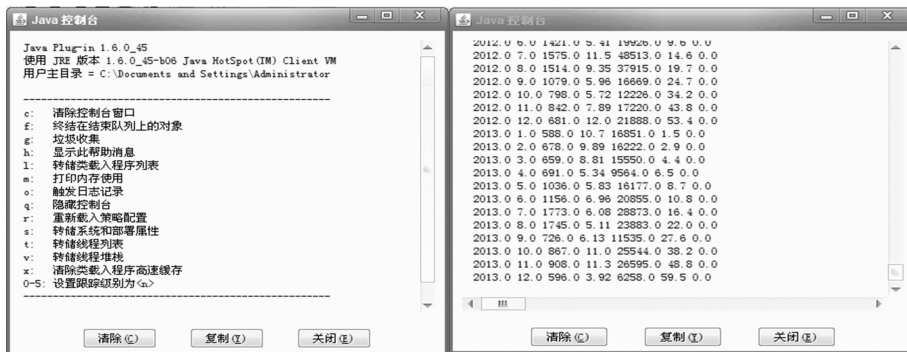 Java 控制台
Java Plug-in 1.6.0_45
使用 JRE 版本 1.6.0_45-b06 Java HotSpot(TM) Client VM
用户主目录 = C:\Documents and Settings\Administrator
----------------------------------------------------
c: 清除控制台窗口
f: 终结在结束队列上的对象
g: 垃圾收集
h: 显示此帮助消息
l: 转储类载入程序列表
m: 打印内存使用
o: 触发日志记录
q: 隐藏控制台
r: 重新载入策略配置
s: 转储系统和部署属性
t: 转储线程列表
v: 转储线程堆栈
x: 清除类载入程序高速缓存
0-5: 设置跟踪级别为<n>
----------------------------------------------------
清除(C)
复制(Y)
关闭(E)
Java 控制台
2012.0 6.0 1421.0 5.41 19926.0 9.6 0.0
2012.0 7.0 1575.0 11.5 48513.0 14.6 0.0
2012.0 8.0 1514.0 9.35 37915.0 19.7 0.0
2012.0 9.0 1079.0 5.96 16669.0 24.7 0.0
2012.0 10.0 798.0 5.72 12226.0 34.2 0.0
2012.0 11.0 842.0 7.89 17220.0 43.8 0.0
2012.0 12.0 681.0 12.0 21888.0 53.4 0.0
2013.0 1.0 588.0 10.7 16851.0 1.5 0.0
2013.0 2.0 678.0 9.89 16222.0 2.9 0.0
2013.0 3.0 659.0 8.81 15550.0 4.4 0.0
2013.0 4.0 691.0 5.34 9564.0 6.5 0.0
2013.0 5.0 1036.0 5.83 16177.0 8.7 0.0
2013.0 6.0 1156.0 6.96 20855.0 10.8 0.0
2013.0 7.0 1773.0 6.08 28873.0 16.4 0.0
2013.0 8.0 1745.0 5.11 23883.0 22.0 0.0
2013.0 9.0 726.0 6.13 11535.0 27.6 0.0
2013.0 10.0 867.0 11.0 25544.0 38.2 0.0
2013.0 11.0 908.0 11.3 26595.0 48.8 0.0
2013.0 12.0 596.0 3.92 6258.0 59.5 0.0
清除(C)
复制(Y)
关闭(E)